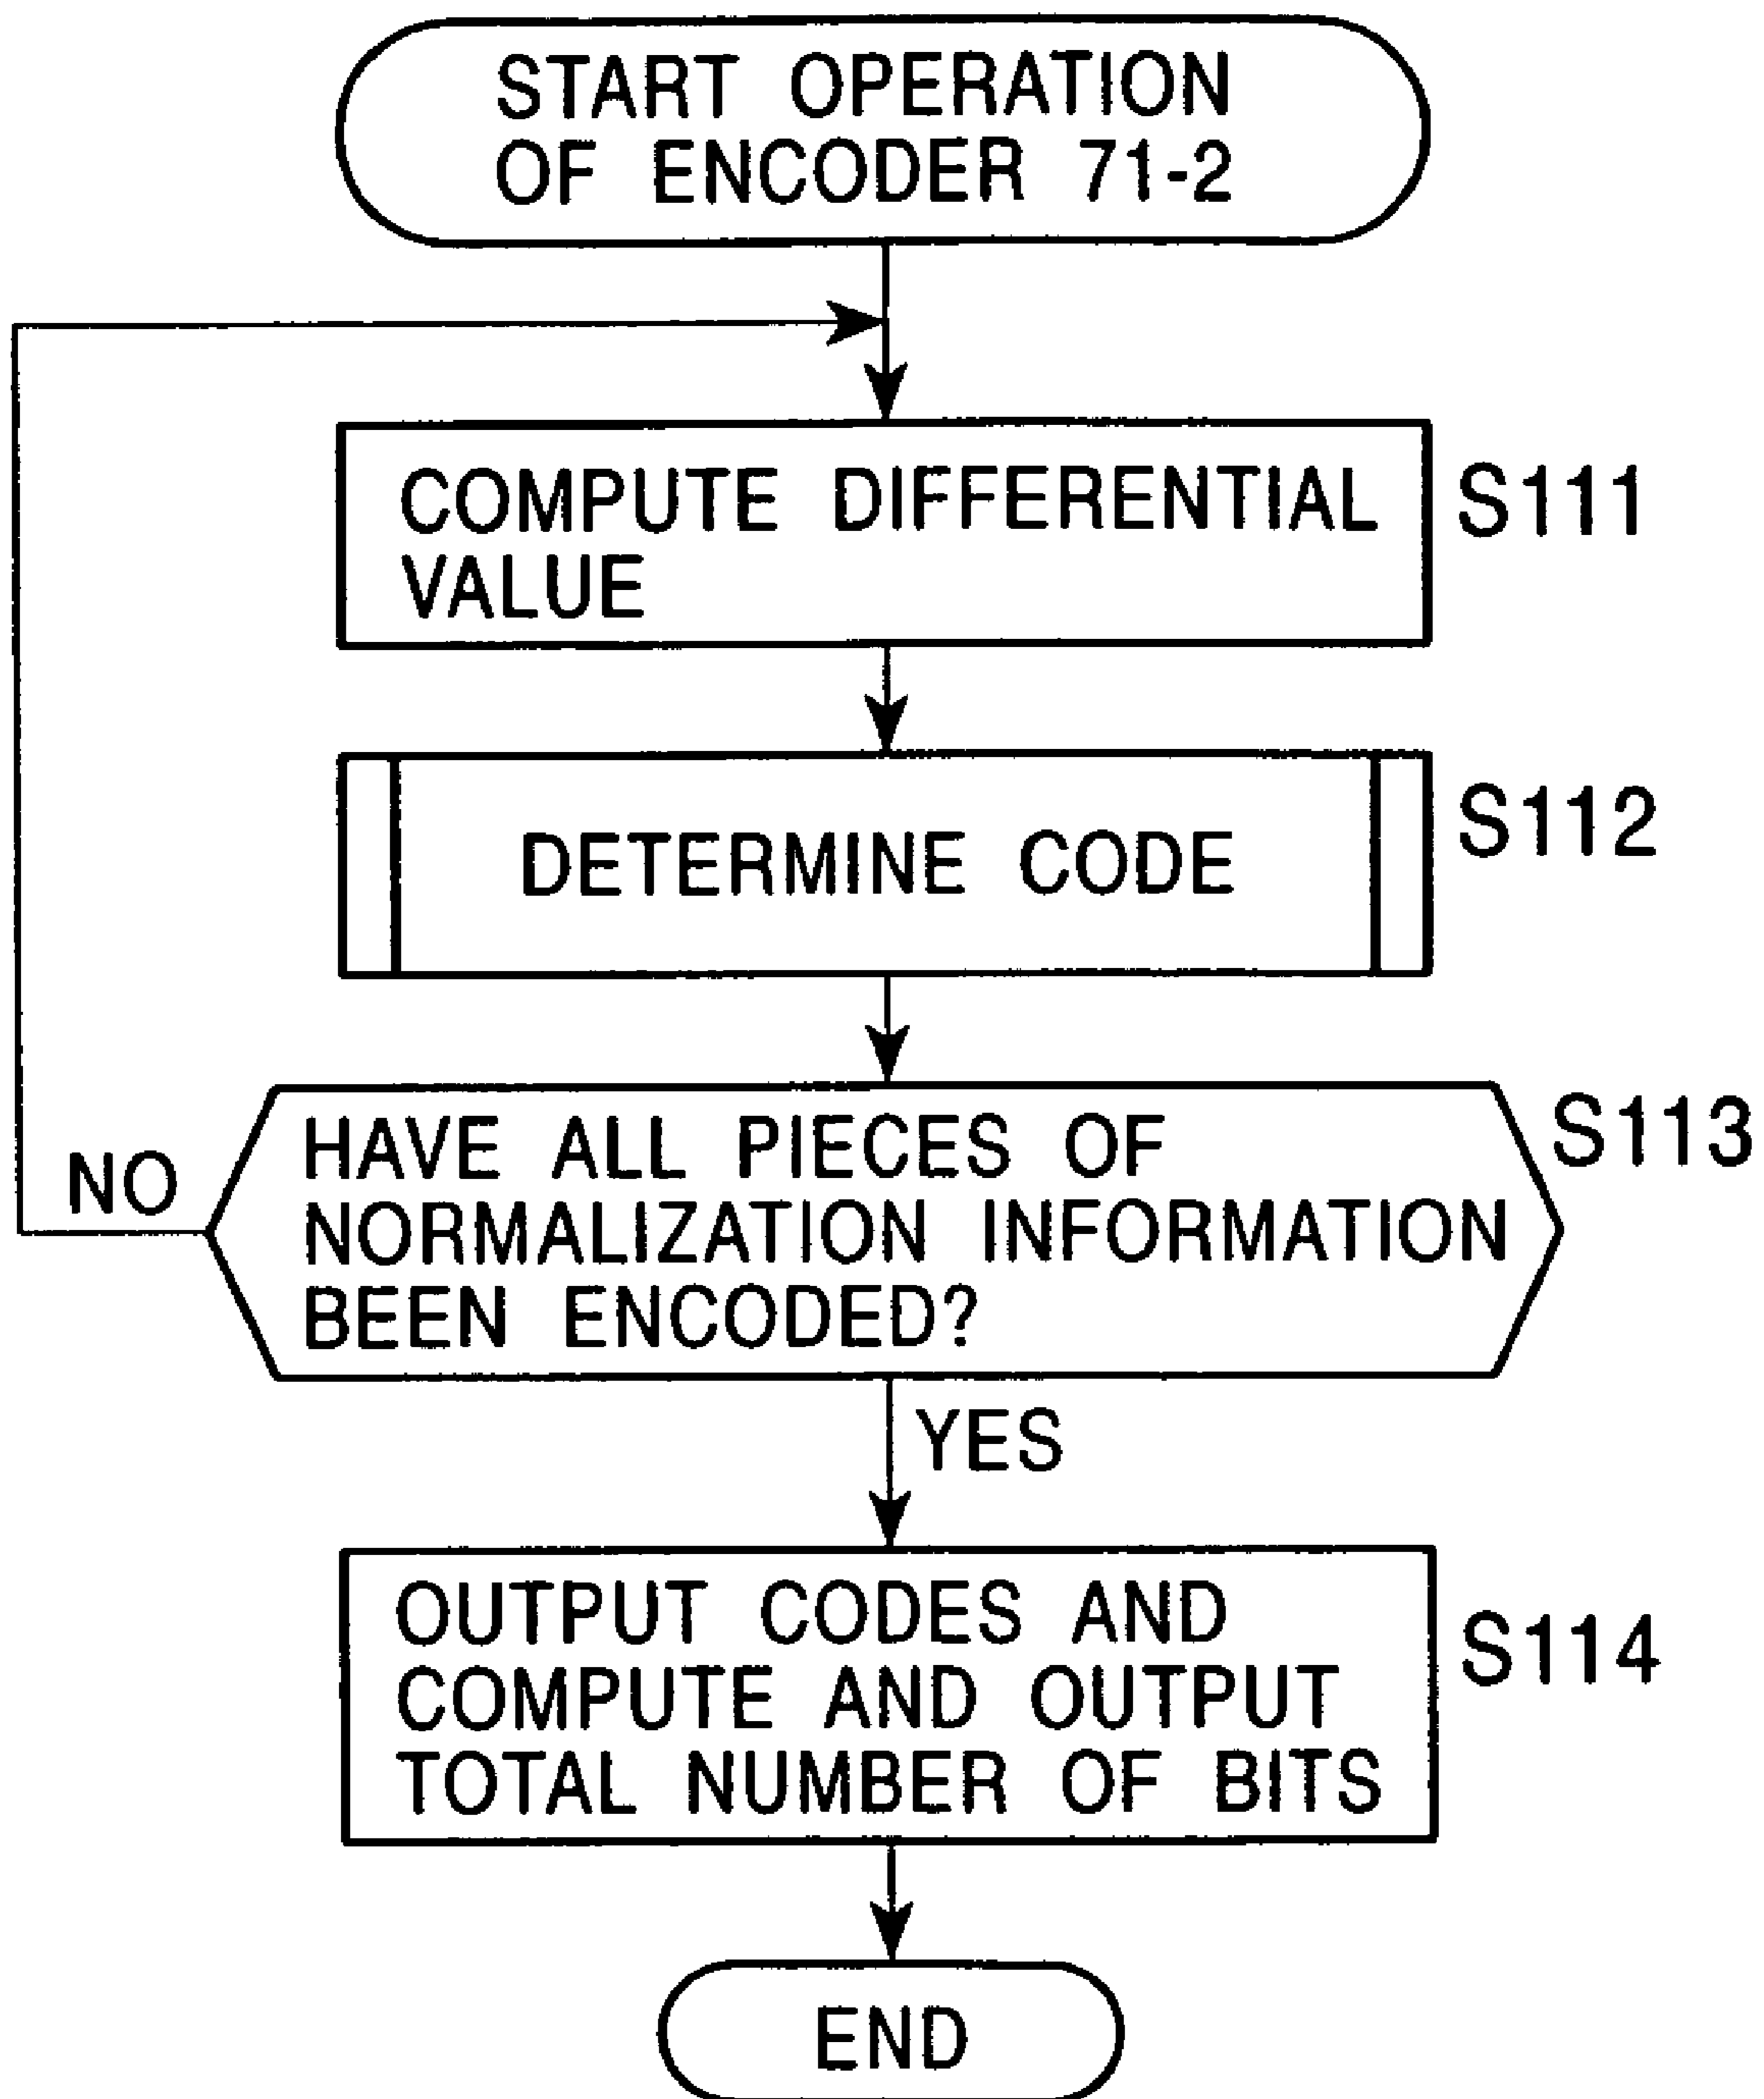 START OPERATION
OF ENCODER 71-2
COMPUTE DIFFERENTIAL
VALUE
S111
DETERMINE CODE
S112
HAVE ALL PIECES OF
NORMALIZATION INFORMATION
BEEN ENCODED?
S113
NO
YES
OUTPUT CODES AND
COMPUTE AND OUTPUT
TOTAL NUMBER OF BITS
S114
END